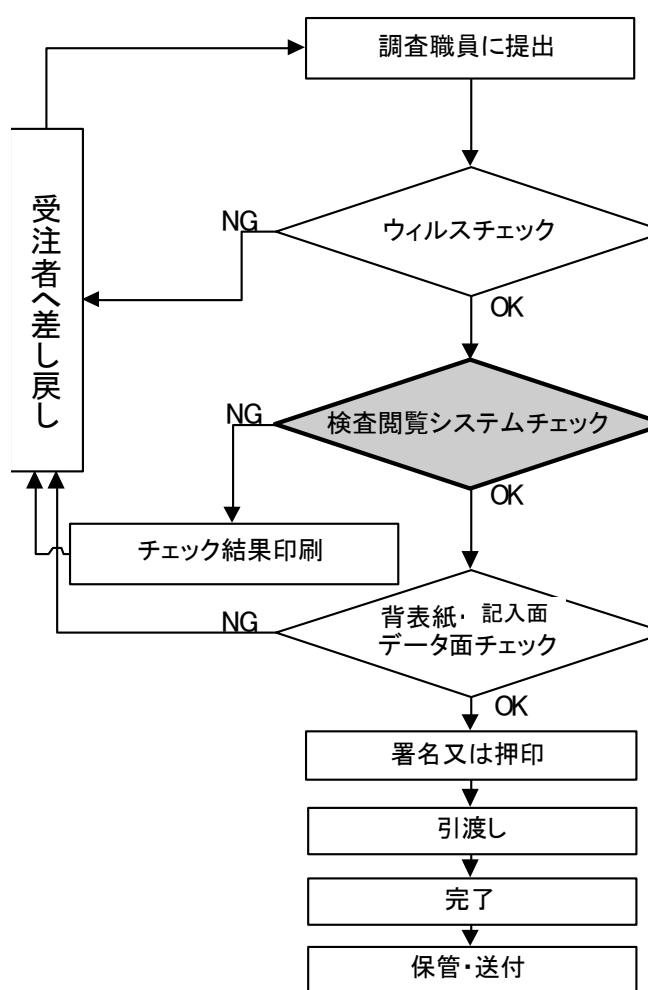 調査職員に提出
ウィルスチェック
NG
OK
受注者へ差し戻し
検査閲覧システムチェック
NG
OK
チェック結果印刷
背表紙・記入面
データ面チェック
NG
OK
署名又は押印
引渡し
完了
保管・送付